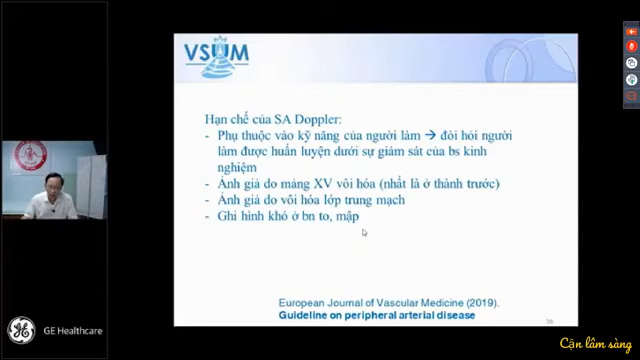 VSUM
Hạn chế của SA Doppler:
- Phụ thuộc vào kỹ năng của người làm → đòi hỏi người
làm được huấn luyện dưới sự giám sát của bs kinh
nghiệm
- Ảnh giả do mảng XV vôi hóa (nhất là ở thành trước)
- Ảnh giả do vôi hóa lớp trung mạch
- Ghi hình khó ở bn to, mập
European Journal of Vascular Medicine (2019).
Guideline on peripheral arterial disease
56
GE Healthcare
Cận lâm sàng